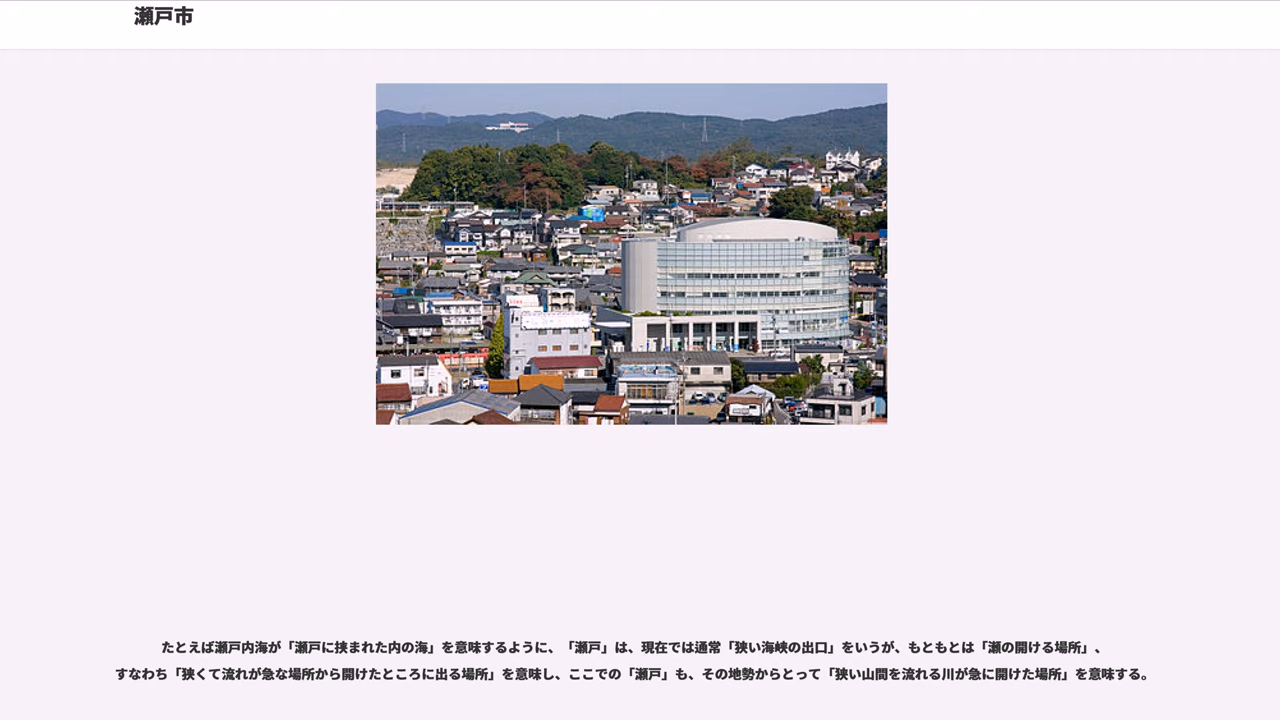 瀬戸市
たとえば瀬戸内海が「瀬戸に挟まれた内の海」を意味するように、「瀬戸」は、現在では通常「狭い海峡の出口」をいうが、もともとは「瀬の開ける場所」、
すなわち「狭くて流れが急な場所から開けたところに出る場所」を意味し、ここでの「瀬戸」も、その地勢からとって「狭い山間を流れる川が急に開けた場所」を意味する。